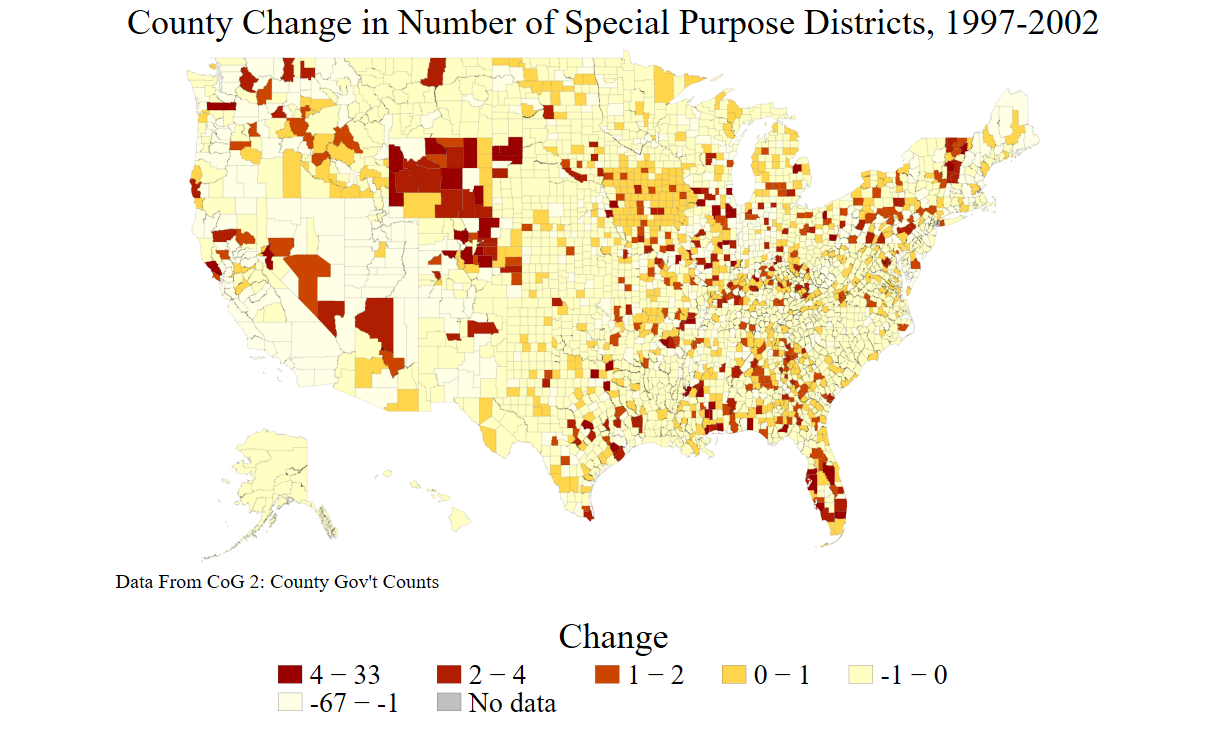 County Change in Number of Special Purpose Districts, 1997-2002
Data From CoG 2: County Gov't Counts
Change
4 − 33 2 − 4 1 − 2 0 − 1 -1 − 0
-67 − -1 No data